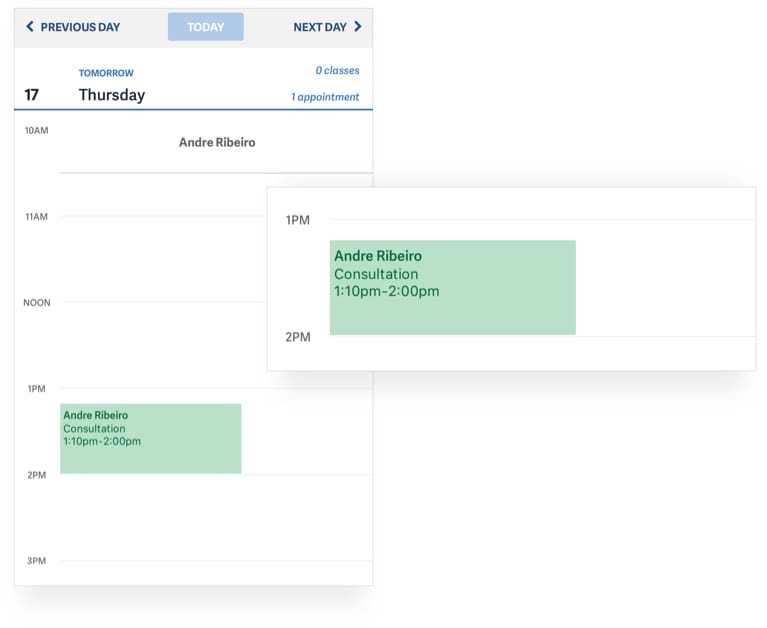 PREVIOUS DAY TODAY NEXT DAY
TOMORROW 0 classes
17 Thursday 1 appointment
10AM
Andre Ribeiro
11AM
NOON
1PM
Andre Ribeiro
Consultation
1:10pm-2:00pm
2PM
3PM
1PM
Andre Ribeiro
Consultation
1:10pm-2:00pm
2PM